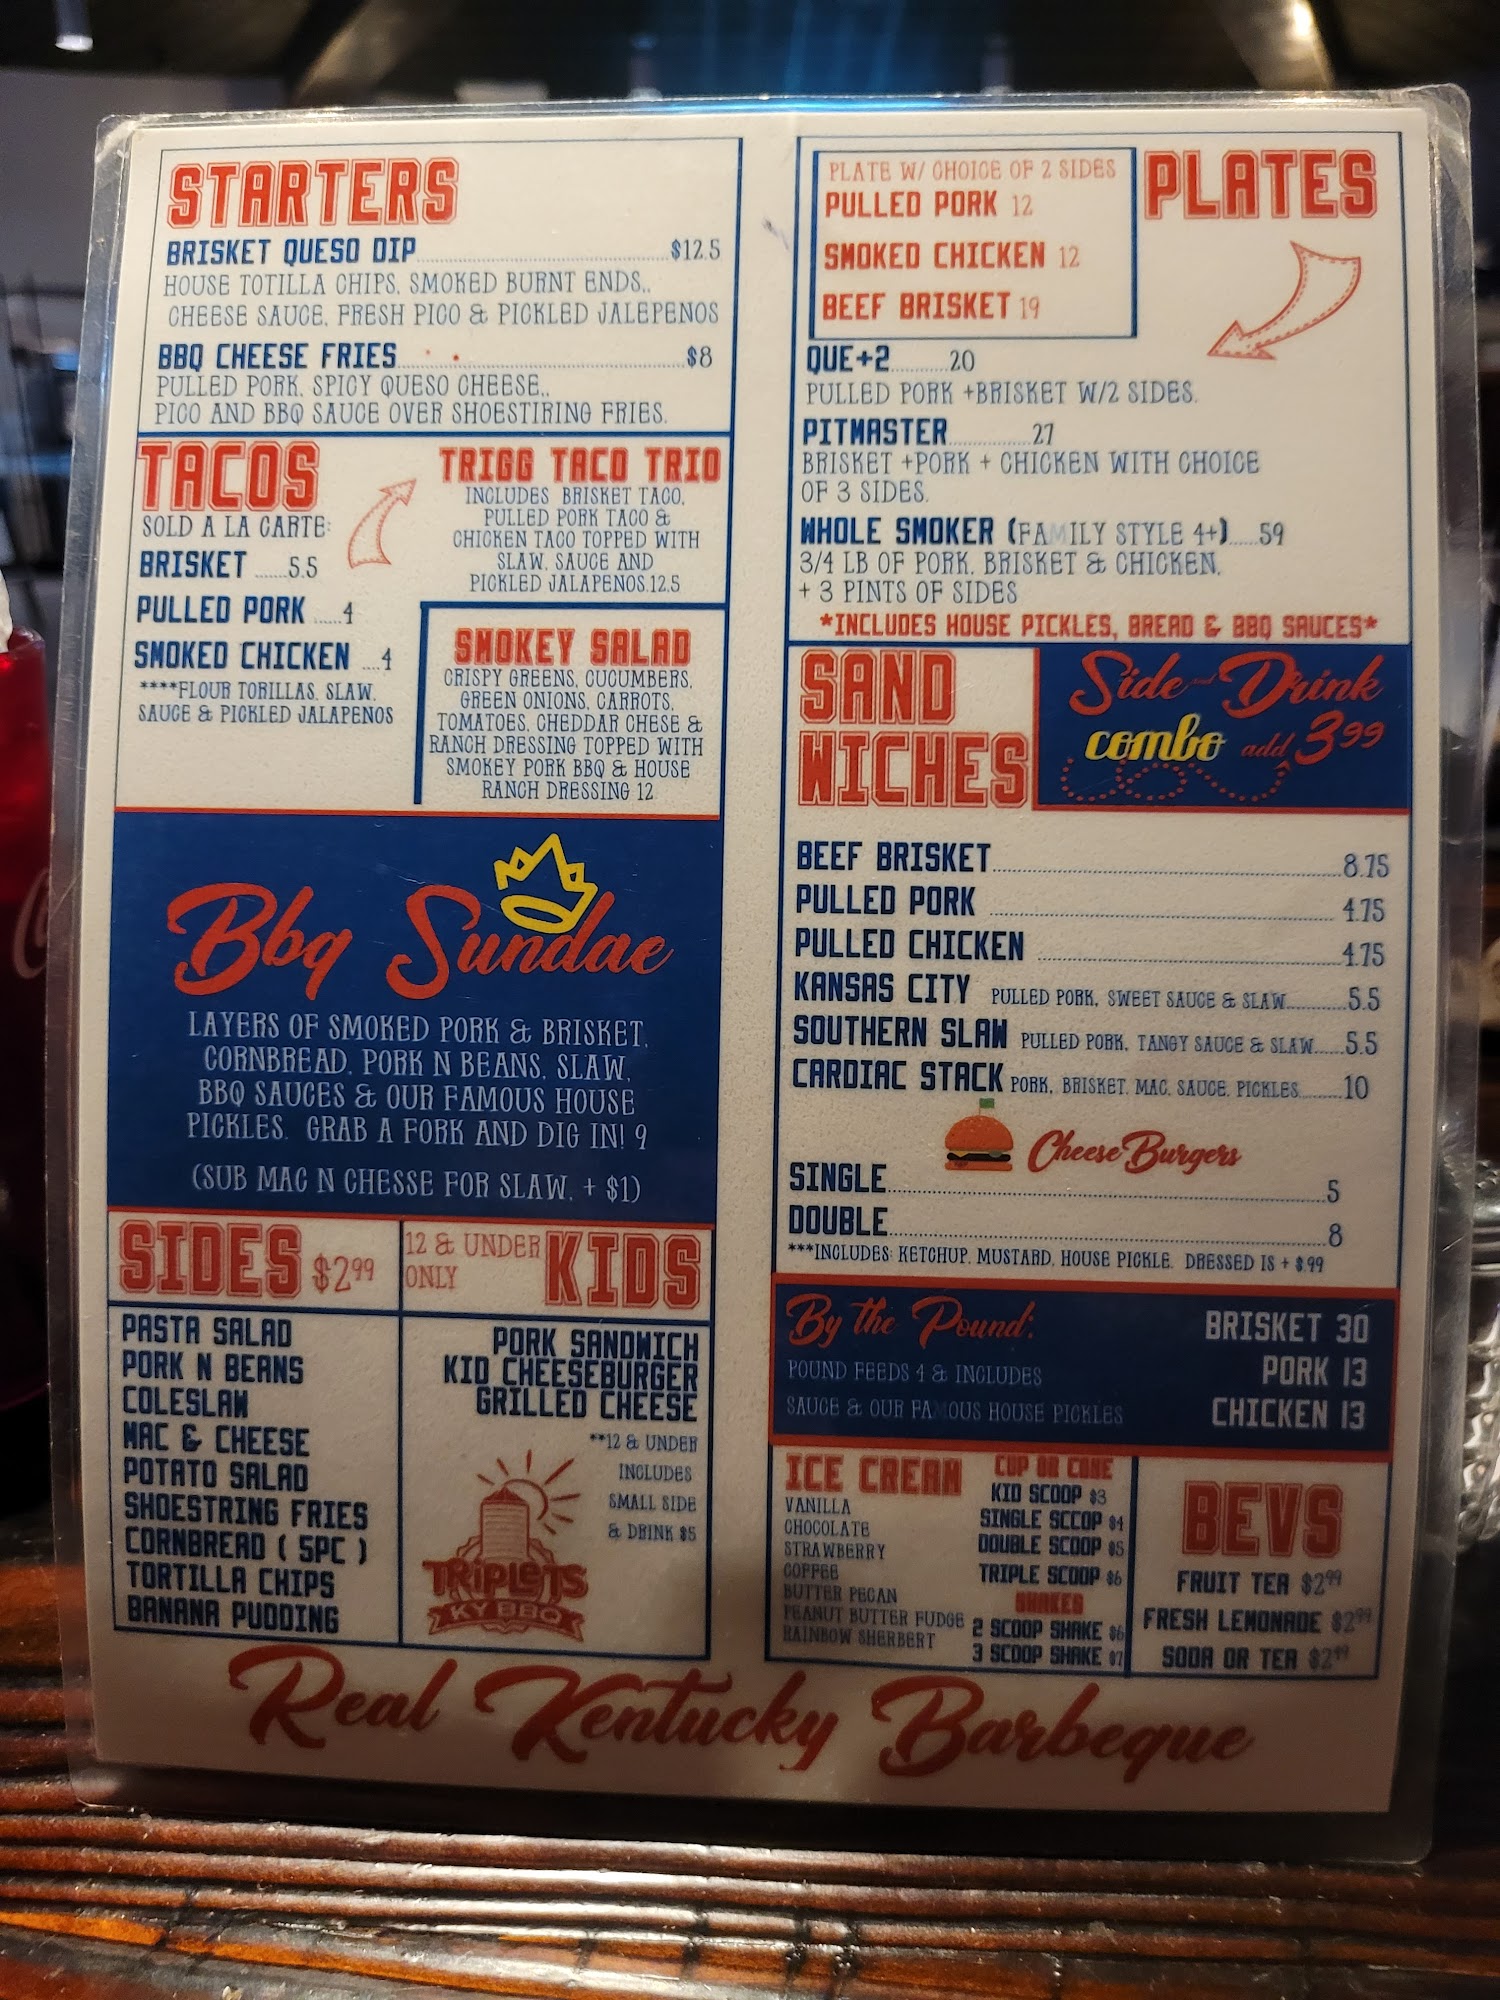 STARTERS
BRISKET QUESO DIP..............................$12.5
HOUSE TOTILLA CHIPS, SMOKED BURNT ENDS,.
CHEESE SAUCE, FRESH PICO & PICKLED JALEPENOS
BBQ CHEESE FRIES..............................$8
PULLED PORK, SPICY QUESO CHEESE,.
PICO AND BBQ SAUCE OVER SHOESTIRING FRIES.
TACOS
SOLD A LA CARTE:
BRISKET ......5.5
PULLED PORK .....4
SMOKED CHICKEN ....4
****FLOUR TORILLAS, SLAW,
SAUCE & PICKLED JALAPENOS
TRIGG TACO TRIO
INCLUDES BRISKET TACO,
PULLED PORK TACO &
CHICKEN TACO TOPPED WITH
SLAW, SAUCE AND
PICKLED JALAPENOS.12.5
SMOKEY SALAD
CRISPY GREENS, CUCUMBERS,
GREEN ONIONS, CARROTS,
TOMATOES, CHEDDAR CHESE &
RANCH DRESSING TOPPED WITH
SMOKEY PORK BBQ & HOUSE
RANCH DRESSING 12
Bbq Sundae
LAYERS OF SMOKED PORK & BRISKET,
CORNBREAD, PORK N BEANS, SLAW,
BBQ SAUCES & OUR FAMOUS HOUSE
PICKLES. GRAB A FORK AND DIG IN! 9
(SUB MAC N CHESSE FOR SLAW, + $1)
SIDES $2.99
PASTA SALAD
PORK N BEANS
COLESLAW
MAC & CHEESE
POTATO SALAD
SHOESTRING FRIES
CORNBREAD ( 5PC )
TORTILLA CHIPS
BANANA PUDDING
12 & UNDER
ONLY
KIDS
PORK SANDWICH
KID CHEESEBURGER
GRILLED CHEESE
**12 & UNDER
INCLUDES
SMALL SIDE
& DRINK $5
TRIPLETS
KY BBQ
PLATES
PLATE W/ CHOICE OF 2 SIDES
PULLED PORK 12
SMOKED CHICKEN 12
BEEF BRISKET 19
QUE+2..........20
PULLED PORK +BRISKET W/2 SIDES.
PITMASTER..............27
BRISKET +PORK + CHICKEN WITH CHOICE
OF 3 SIDES.
WHOLE SMOKER (FAMILY STYLE 4+).....59
3/4 LB OF PORK, BRISKET & CHICKEN,
+ 3 PINTS OF SIDES
*INCLUDES HOUSE PICKLES, BREAD & BBQ SAUCES*
SAND
WICHES
Side and Drink
combo add 3.99
BEEF BRISKET..............................8.75
PULLED PORK ..............................4.75
PULLED CHICKEN ..............................4.75
KANSAS CITY PULLED PORK, SWEET SAUCE & SLAW..........5.5
SOUTHERN SLAW PULLED PORK, TANGY SAUCE & SLAW......5.5
CARDIAC STACK PORK, BRISKET, MAC, SAUCE, PICKLES.........10
CheeseBurgers
SINGLE..............................5
DOUBLE..............................8
***INCLUDES: KETCHUP, MUSTARD, HOUSE PICKLE. DRESSED IS + $.99
By the Pound:
POUND FEEDS 4 & INCLUDES
SAUCE & OUR FAMOUS HOUSE PICKLES
BRISKET 30
PORK 13
CHICKEN 13
ICE CREAM
VANILLA
CHOCOLATE
STRAWBERRY
COFFEE
BUTTER PECAN
PEANUT BUTTER FUDGE
RAINBOW SHERBERT
CUP OR CONE
KID SCOOP $3
SINGLE SCCOP $4
DOUBLE SCOOP $5
TRIPLE SCOOP $6
SHAKES
2 SCOOP SHAKE $6
3 SCOOP SHAKE $7
BEVS
FRUIT TEA $2.99
FRESH LEMONADE $2.99
SODA OR TEA $2.49
Real Kentucky Barbeque